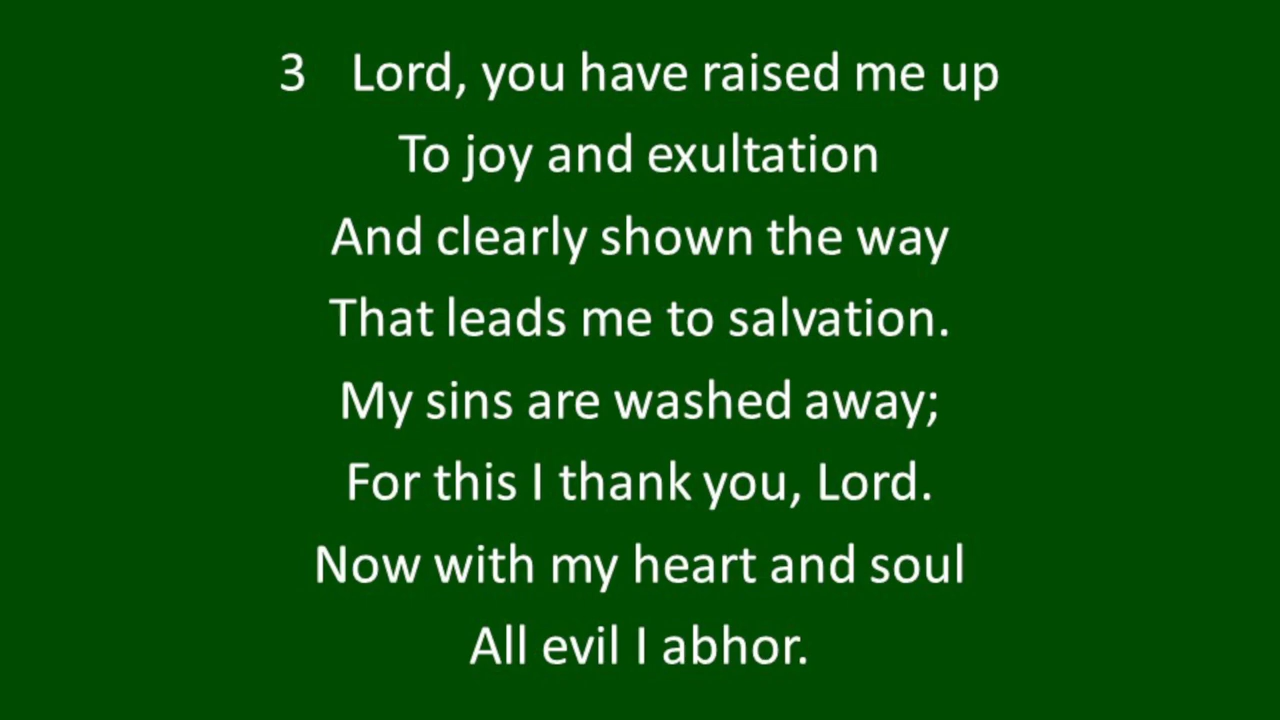 3 Lord, you have raised me up
To joy and exultation
And clearly shown the way
That leads me to salvation.
My sins are washed away;
For this I thank you, Lord.
Now with my heart and soul
All evil I abhor.